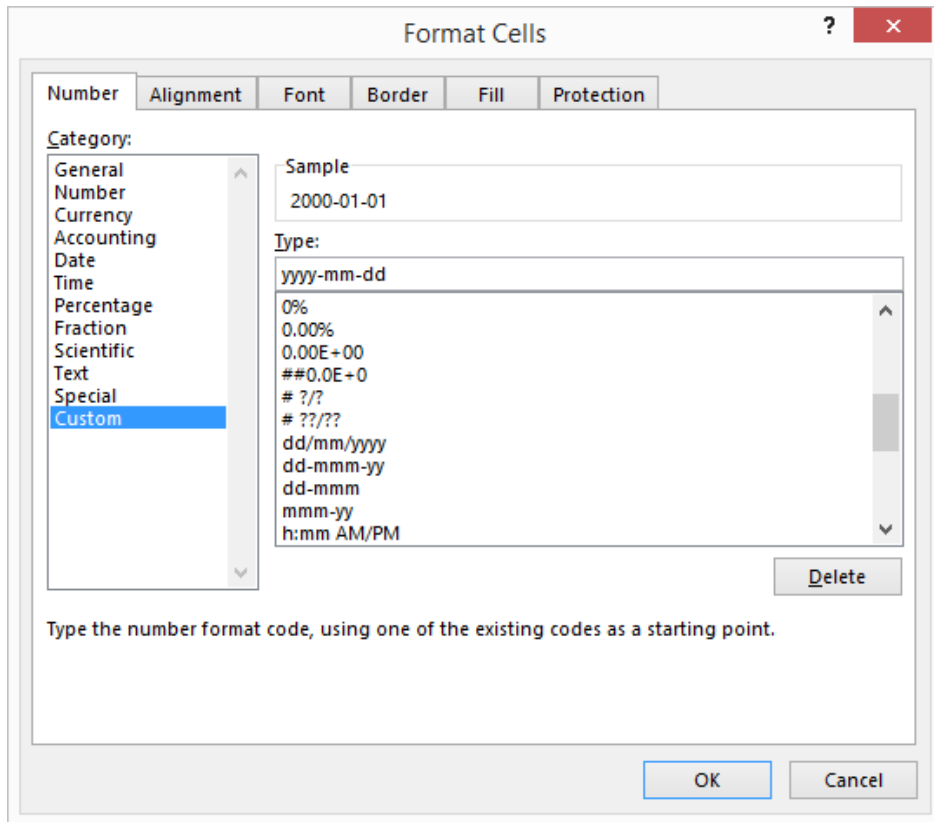 Format Cells ? ×
Number Alignment Font Border Fill Protection
Category:
General
Number
Currency
Accounting
Date
Time
Percentage
Fraction
Scientific
Text
Special
Custom
Sample
2000-01-01
Type:
yyyy-mm-dd
0%
0.00%
0.00E+00
##0.0E+0
# ?/?
# ??/??
dd/mm/yyyy
dd-mmm-yy
dd-mmm
mmm-yy
h:mm AM/PM
Delete
Type the number format code, using one of the existing codes as a starting point.
OK Cancel